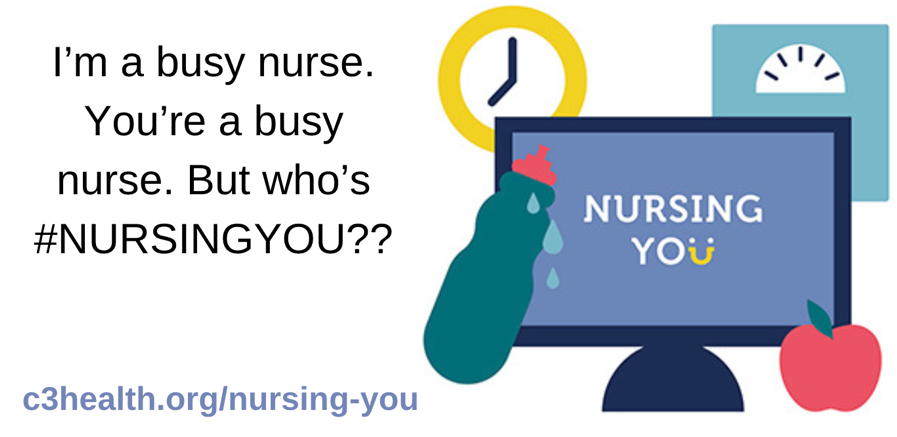 I’m a busy nurse.
You’re a busy
nurse. But who’s
#NURSINGYOU??
NURSING
YOU
c3health.org/nursing-you